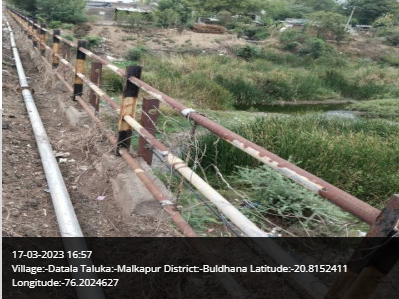 17-03-2023 16:57
Village:-Datala Taluka:-Malkapur District:-Buldhana Latitude:-20.8152411
Longitude:-76.2024627